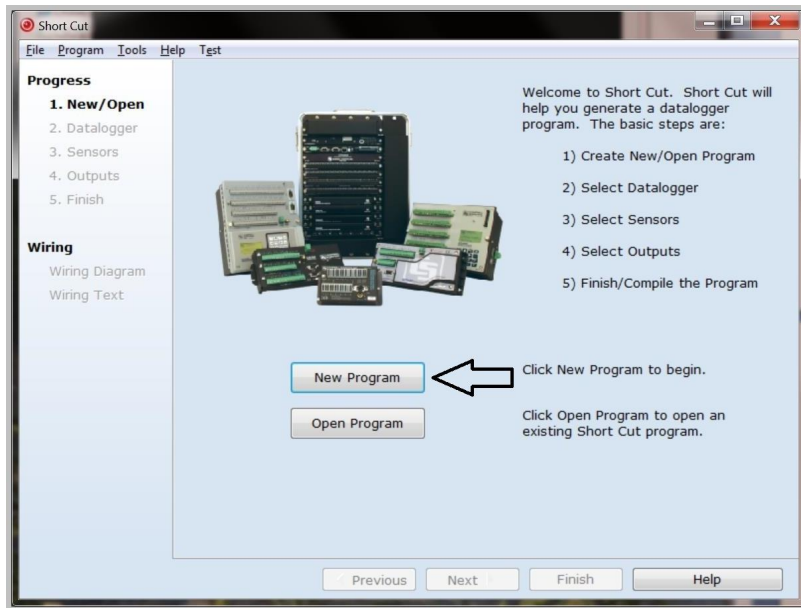 Short Cut
File Program Tools Help Test
Progress
1. New/Open
2. Datalogger
3. Sensors
4. Outputs
5. Finish
Wiring
Wiring Diagram
Wiring Text
Welcome to Short Cut. Short Cut will
help you generate a datalogger
program. The basic steps are:
1) Create New/Open Program
2) Select Datalogger
3) Select Sensors
4) Select Outputs
5) Finish/Compile the Program
New Program
Click New Program to begin.
Open Program
Click Open Program to open an
existing Short Cut program.
Previous Next Finish Help